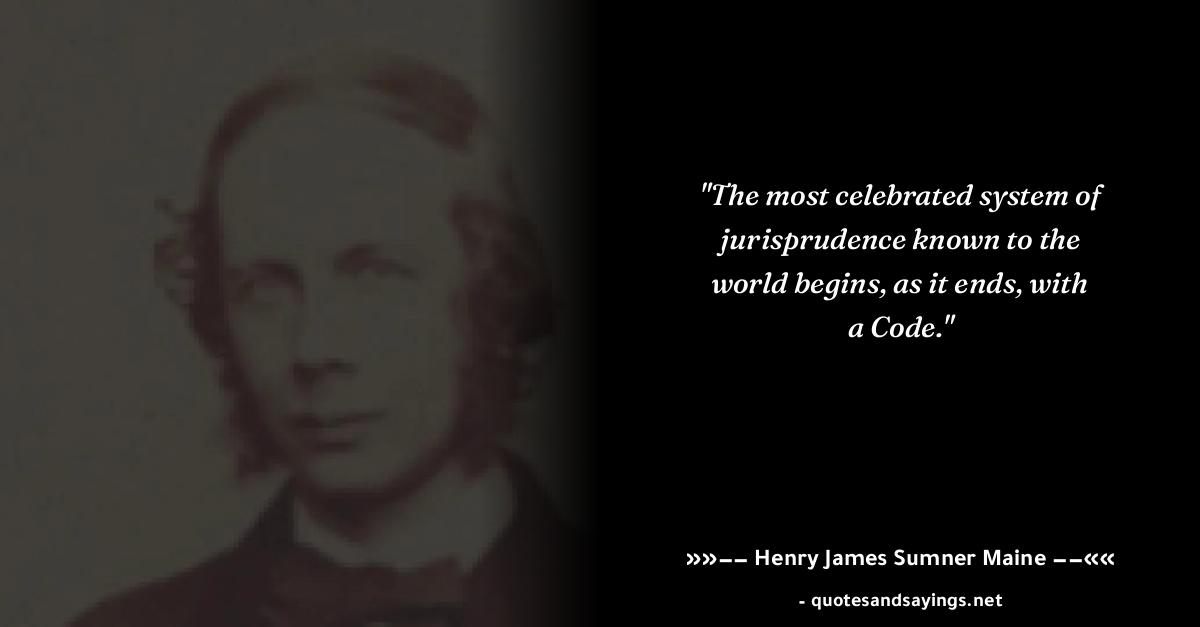 "The most celebrated system of
jurisprudence known to the
world begins, as it ends, with
a Code."
»»–– Henry James Sumner Maine ––««
- quotesandsayings.net